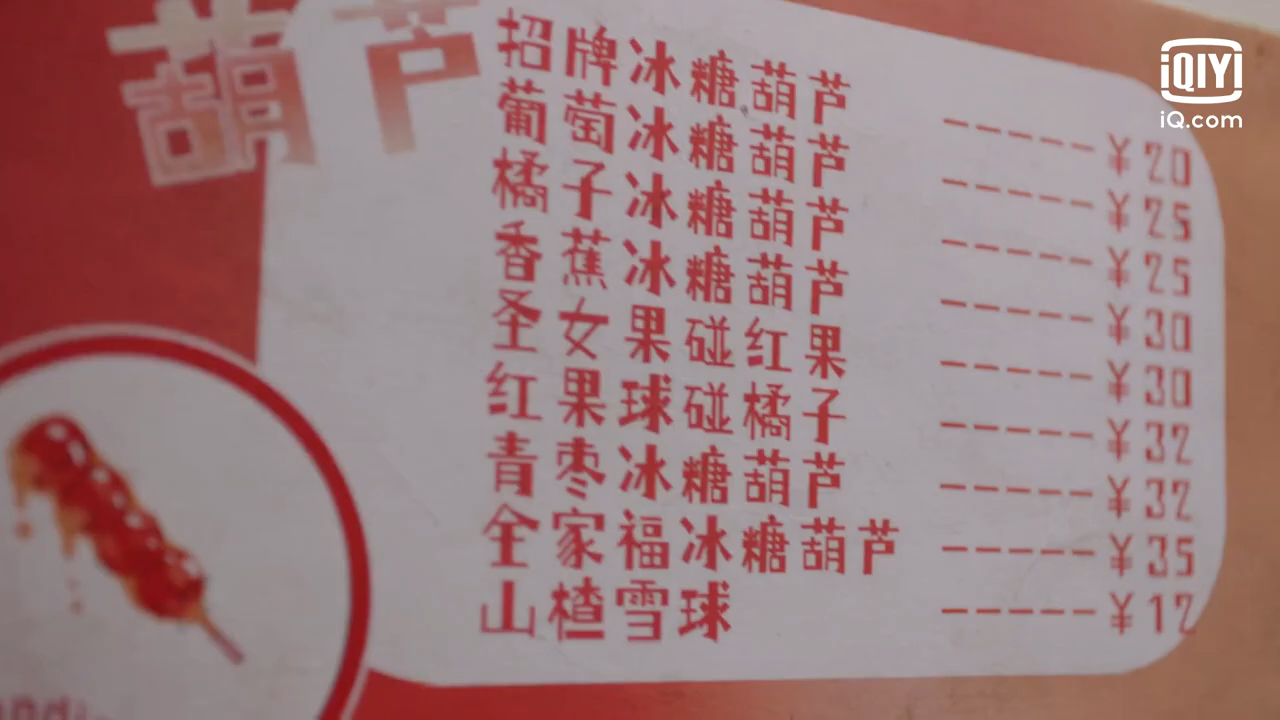 葫芦
招牌冰糖葫芦 ----- ¥20
葡萄冰糖葫芦 ----- ¥25
橘子冰糖葫芦 ----- ¥25
香蕉冰糖葫芦 ----- ¥30
圣女果碰红果 ----- ¥30
红果球碰橘子 ----- ¥32
青枣冰糖葫芦 ----- ¥32
全家福冰糖葫芦 ----- ¥35
山楂雪球 ----- ¥12
iQIYI
iQ.com